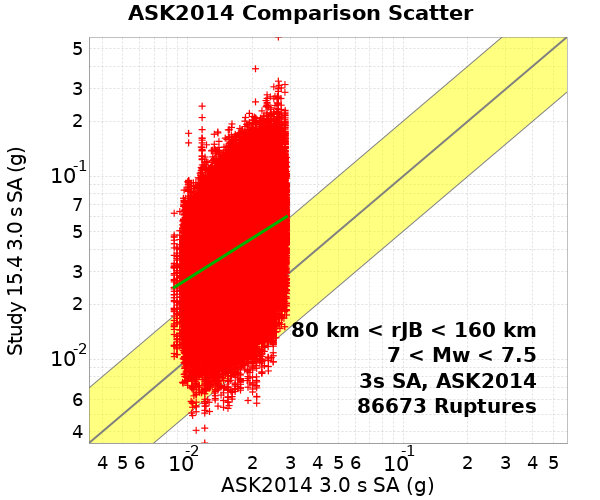 ASK2014 Comparison Scatter
Study 15.4 3.0 s SA (g)
5
3
2
10-1
7
5
3
2
10-2
6
4
80 km < rJB < 160 km
7 < Mw < 7.5
3s SA, ASK2014
86673 Ruptures
4 5 6 10-2 2 3 4 5 6 10-1 2 3 4 5
ASK2014 3.0 s SA (g)